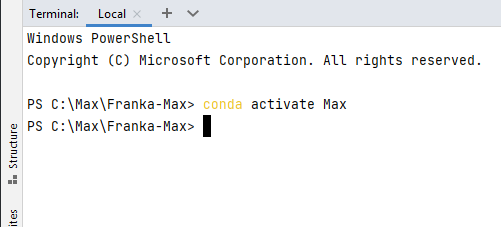 Terminal: Local × + ∨
Windows PowerShell
Copyright (C) Microsoft Corporation. All rights reserved.
PS C:\Max\Franka-Max> conda activate Max
PS C:\Max\Franka-Max>
Structure
ites